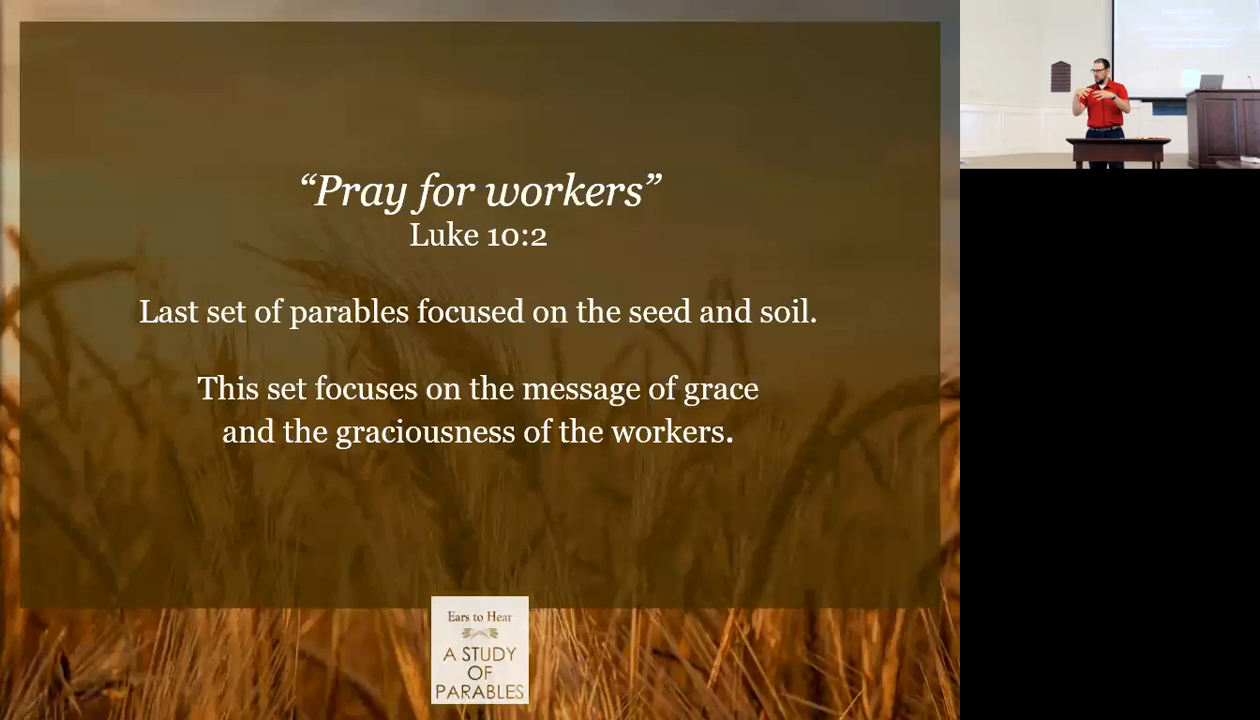 “Pray for workers”
Luke 10:2
Last set of parables focused on the seed and soil.
This set focuses on the message of grace
and the graciousness of the workers.
Ears to Hear
A STUDY
OF
PARABLES